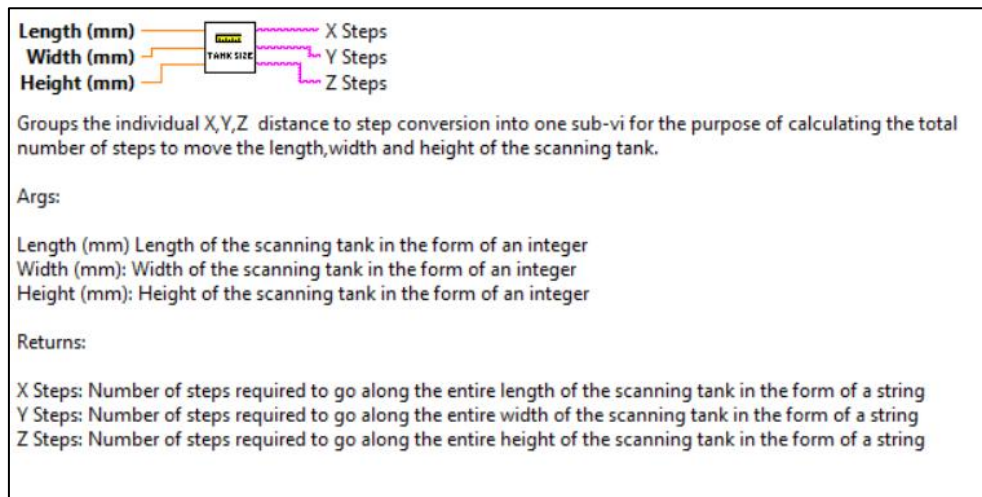 Length (mm) X Steps
Width (mm) TANK SIZE Y Steps
Height (mm) Z Steps
Groups the individual X,Y,Z distance to step conversion into one sub-vi for the purpose of calculating the total
number of steps to move the length,width and height of the scanning tank.
Args:
Length (mm) Length of the scanning tank in the form of an integer
Width (mm): Width of the scanning tank in the form of an integer
Height (mm): Height of the scanning tank in the form of an integer
Returns:
X Steps: Number of steps required to go along the entire length of the scanning tank in the form of a string
Y Steps: Number of steps required to go along the entire width of the scanning tank in the form of a string
Z Steps: Number of steps required to go along the entire height of the scanning tank in the form of a string